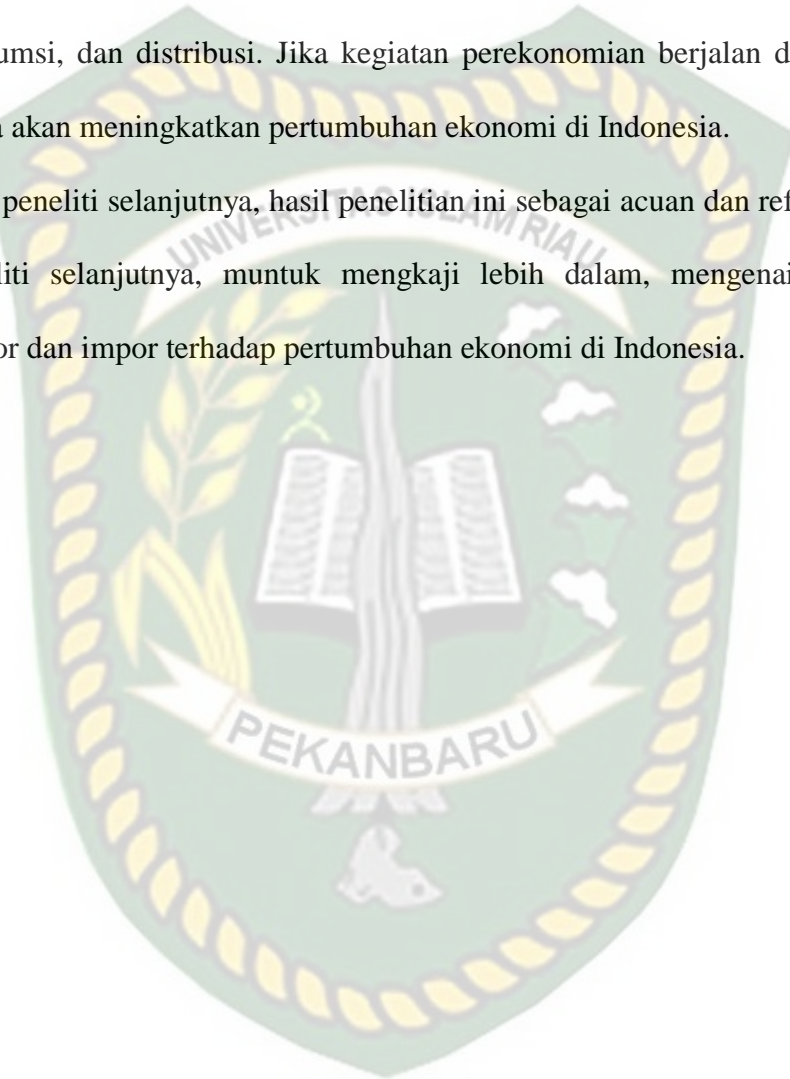 umsi, dan distribusi. Jika kegiatan perekonomian berjalan d
a akan meningkatkan pertumbuhan ekonomi di Indonesia.
peneliti selanjutnya, hasil penelitian ini sebagai acuan dan ref
liti selanjutnya, muntuk mengkaji lebih dalam, mengenai
or dan impor terhadap pertumbuhan ekonomi di Indonesia.
UNIVERSITAS ISLAM RIAU
PEKANBARU